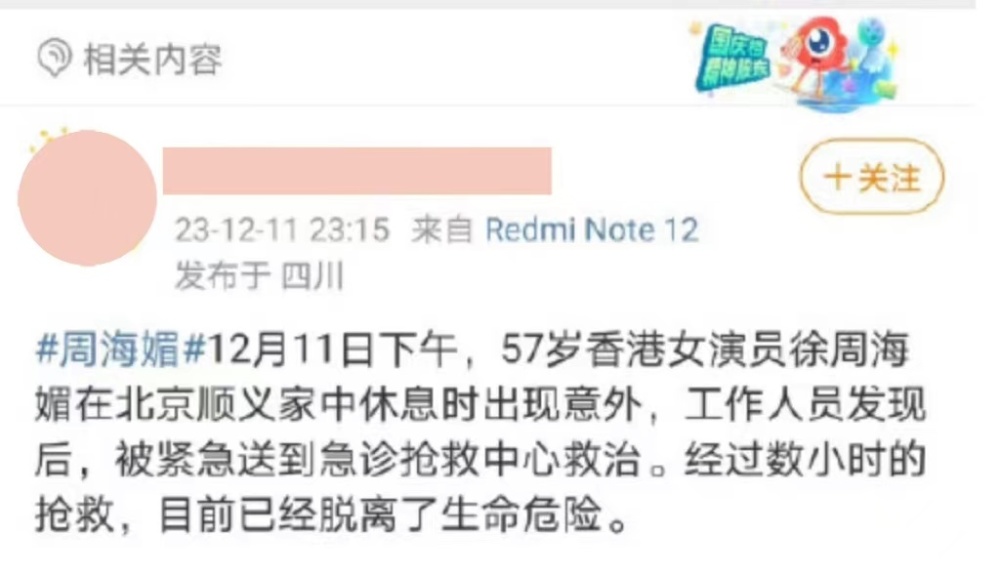 相关内容
国庆档
精神股东
+关注
23-12-11 23:15 来自 Redmi Note 12
发布于 四川
#周海媚#12月11日下午，57岁香港女演员徐周海
媚在北京顺义家中休息时出现意外，工作人员发现
后，被紧急送到急诊抢救中心救治。经过数小时的
抢救，目前已经脱离了生命危险。